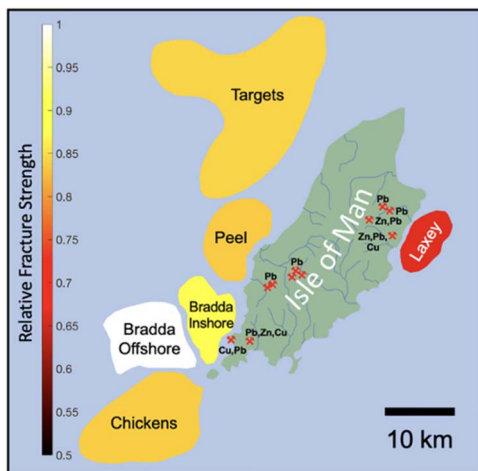 Relative Fracture Strength
1
0.95
0.9
0.85
0.8
0.75
0.7
0.65
0.6
0.55
0.5
Targets
Peel
Bradda
Inshore
Bradda
Offshore
Chickens
Isle of Man
Laxey
Pb
Pb
Zn,Pb
Zn,Pb,
Cu
Pb
Pb
Pb,Zn,Cu
Cu,Pb
10 km